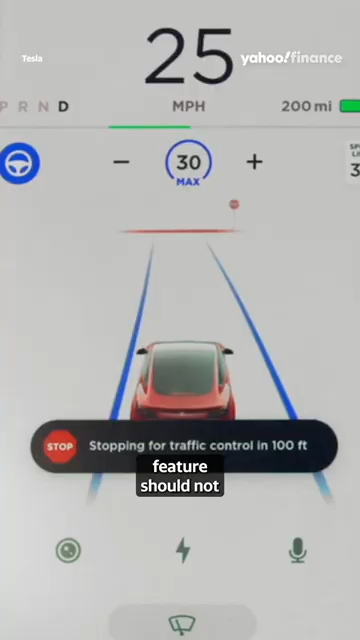 25
Tesla
yahoo!finance
P R N D
MPH
200 mi
30
MAX
STOP
Stopping for traffic control in 100 ft
feature
should not